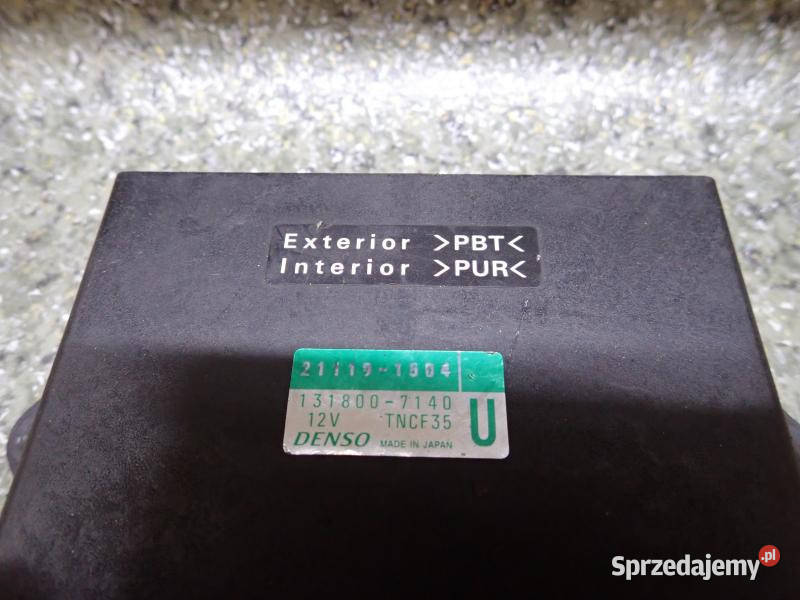 Exterior >PBT<
Interior >PUR<
21119-1504
131800-7140
12V TNCF35
U
DENSO MADE IN JAPAN
Sprzedajemy.pl